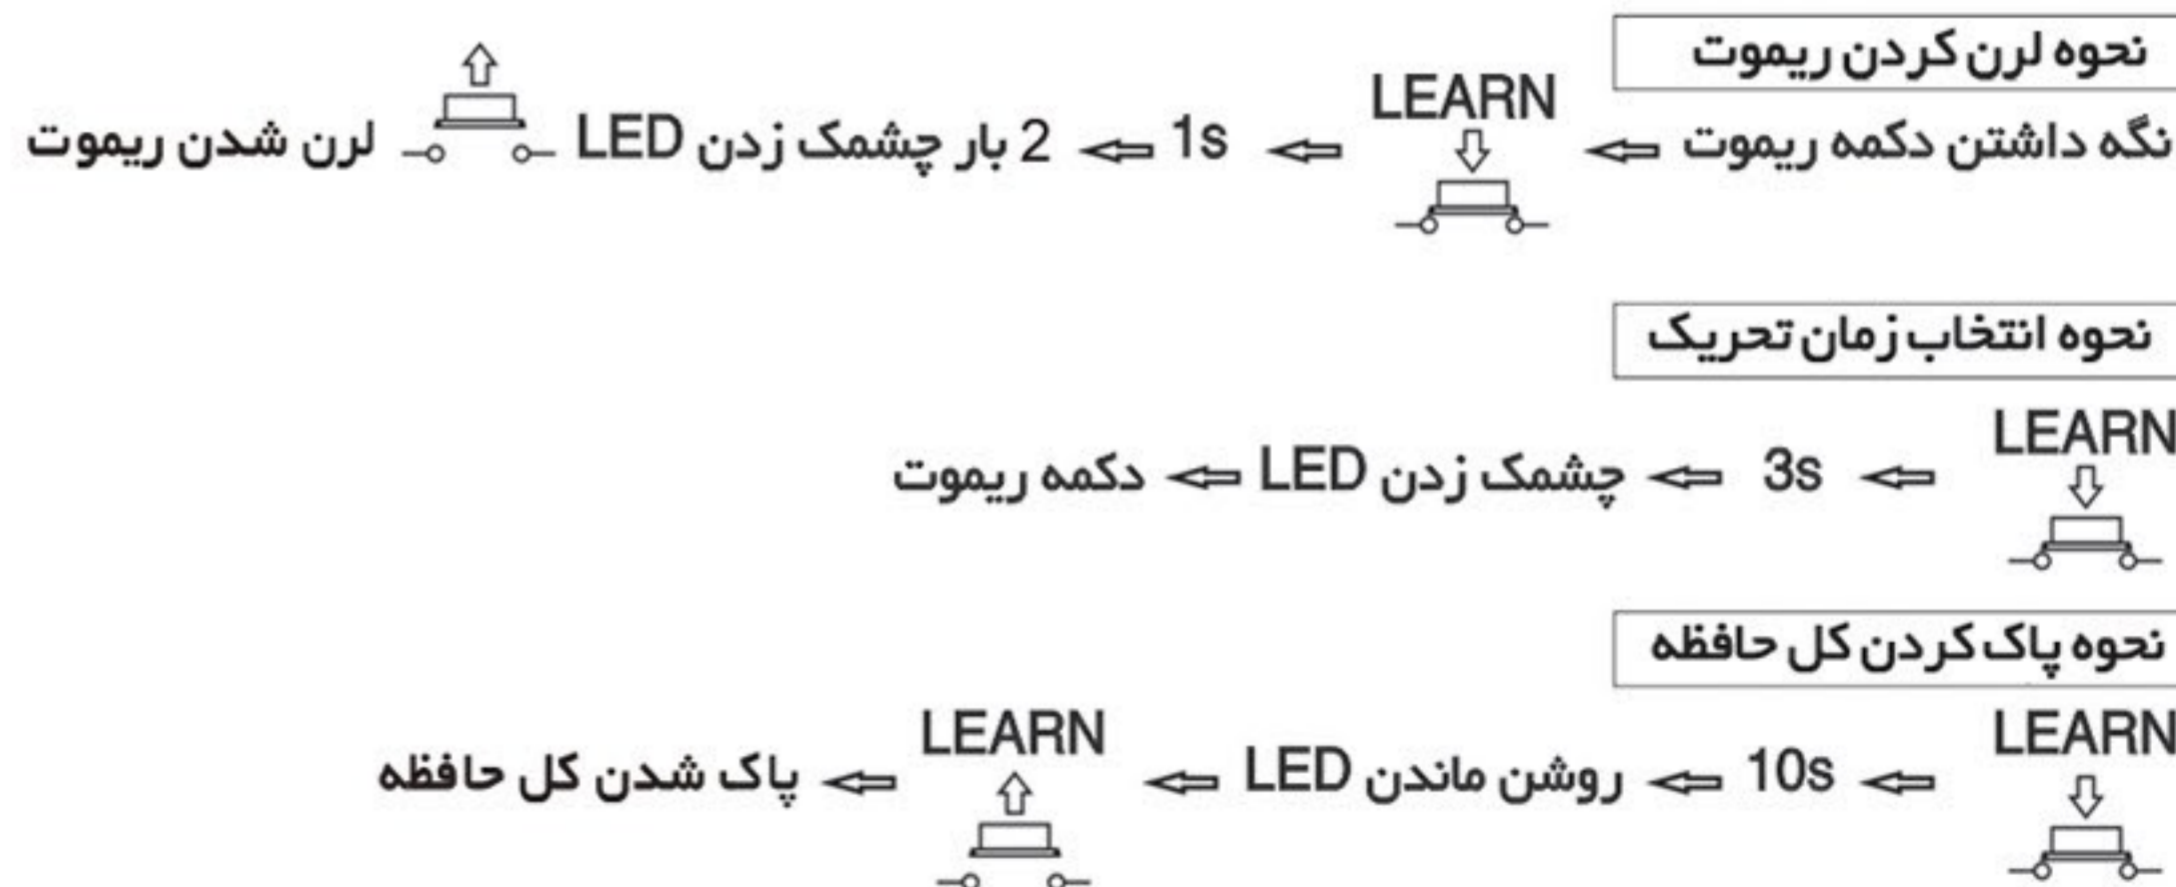 نحوه لرن کردن ریموت
LEARN
نگه داشتن دکمه ریموت 1s 2 بار چشمک زدن LED لرن شدن ریموت
نحوه انتخاب زمان تحریک
LEARN
3s چشمک زدن LED دکمه ریموت
نحوه پاک کردن کل حافظه
LEARN LEARN
10s روشن ماندن LED پاک شدن کل حافظه